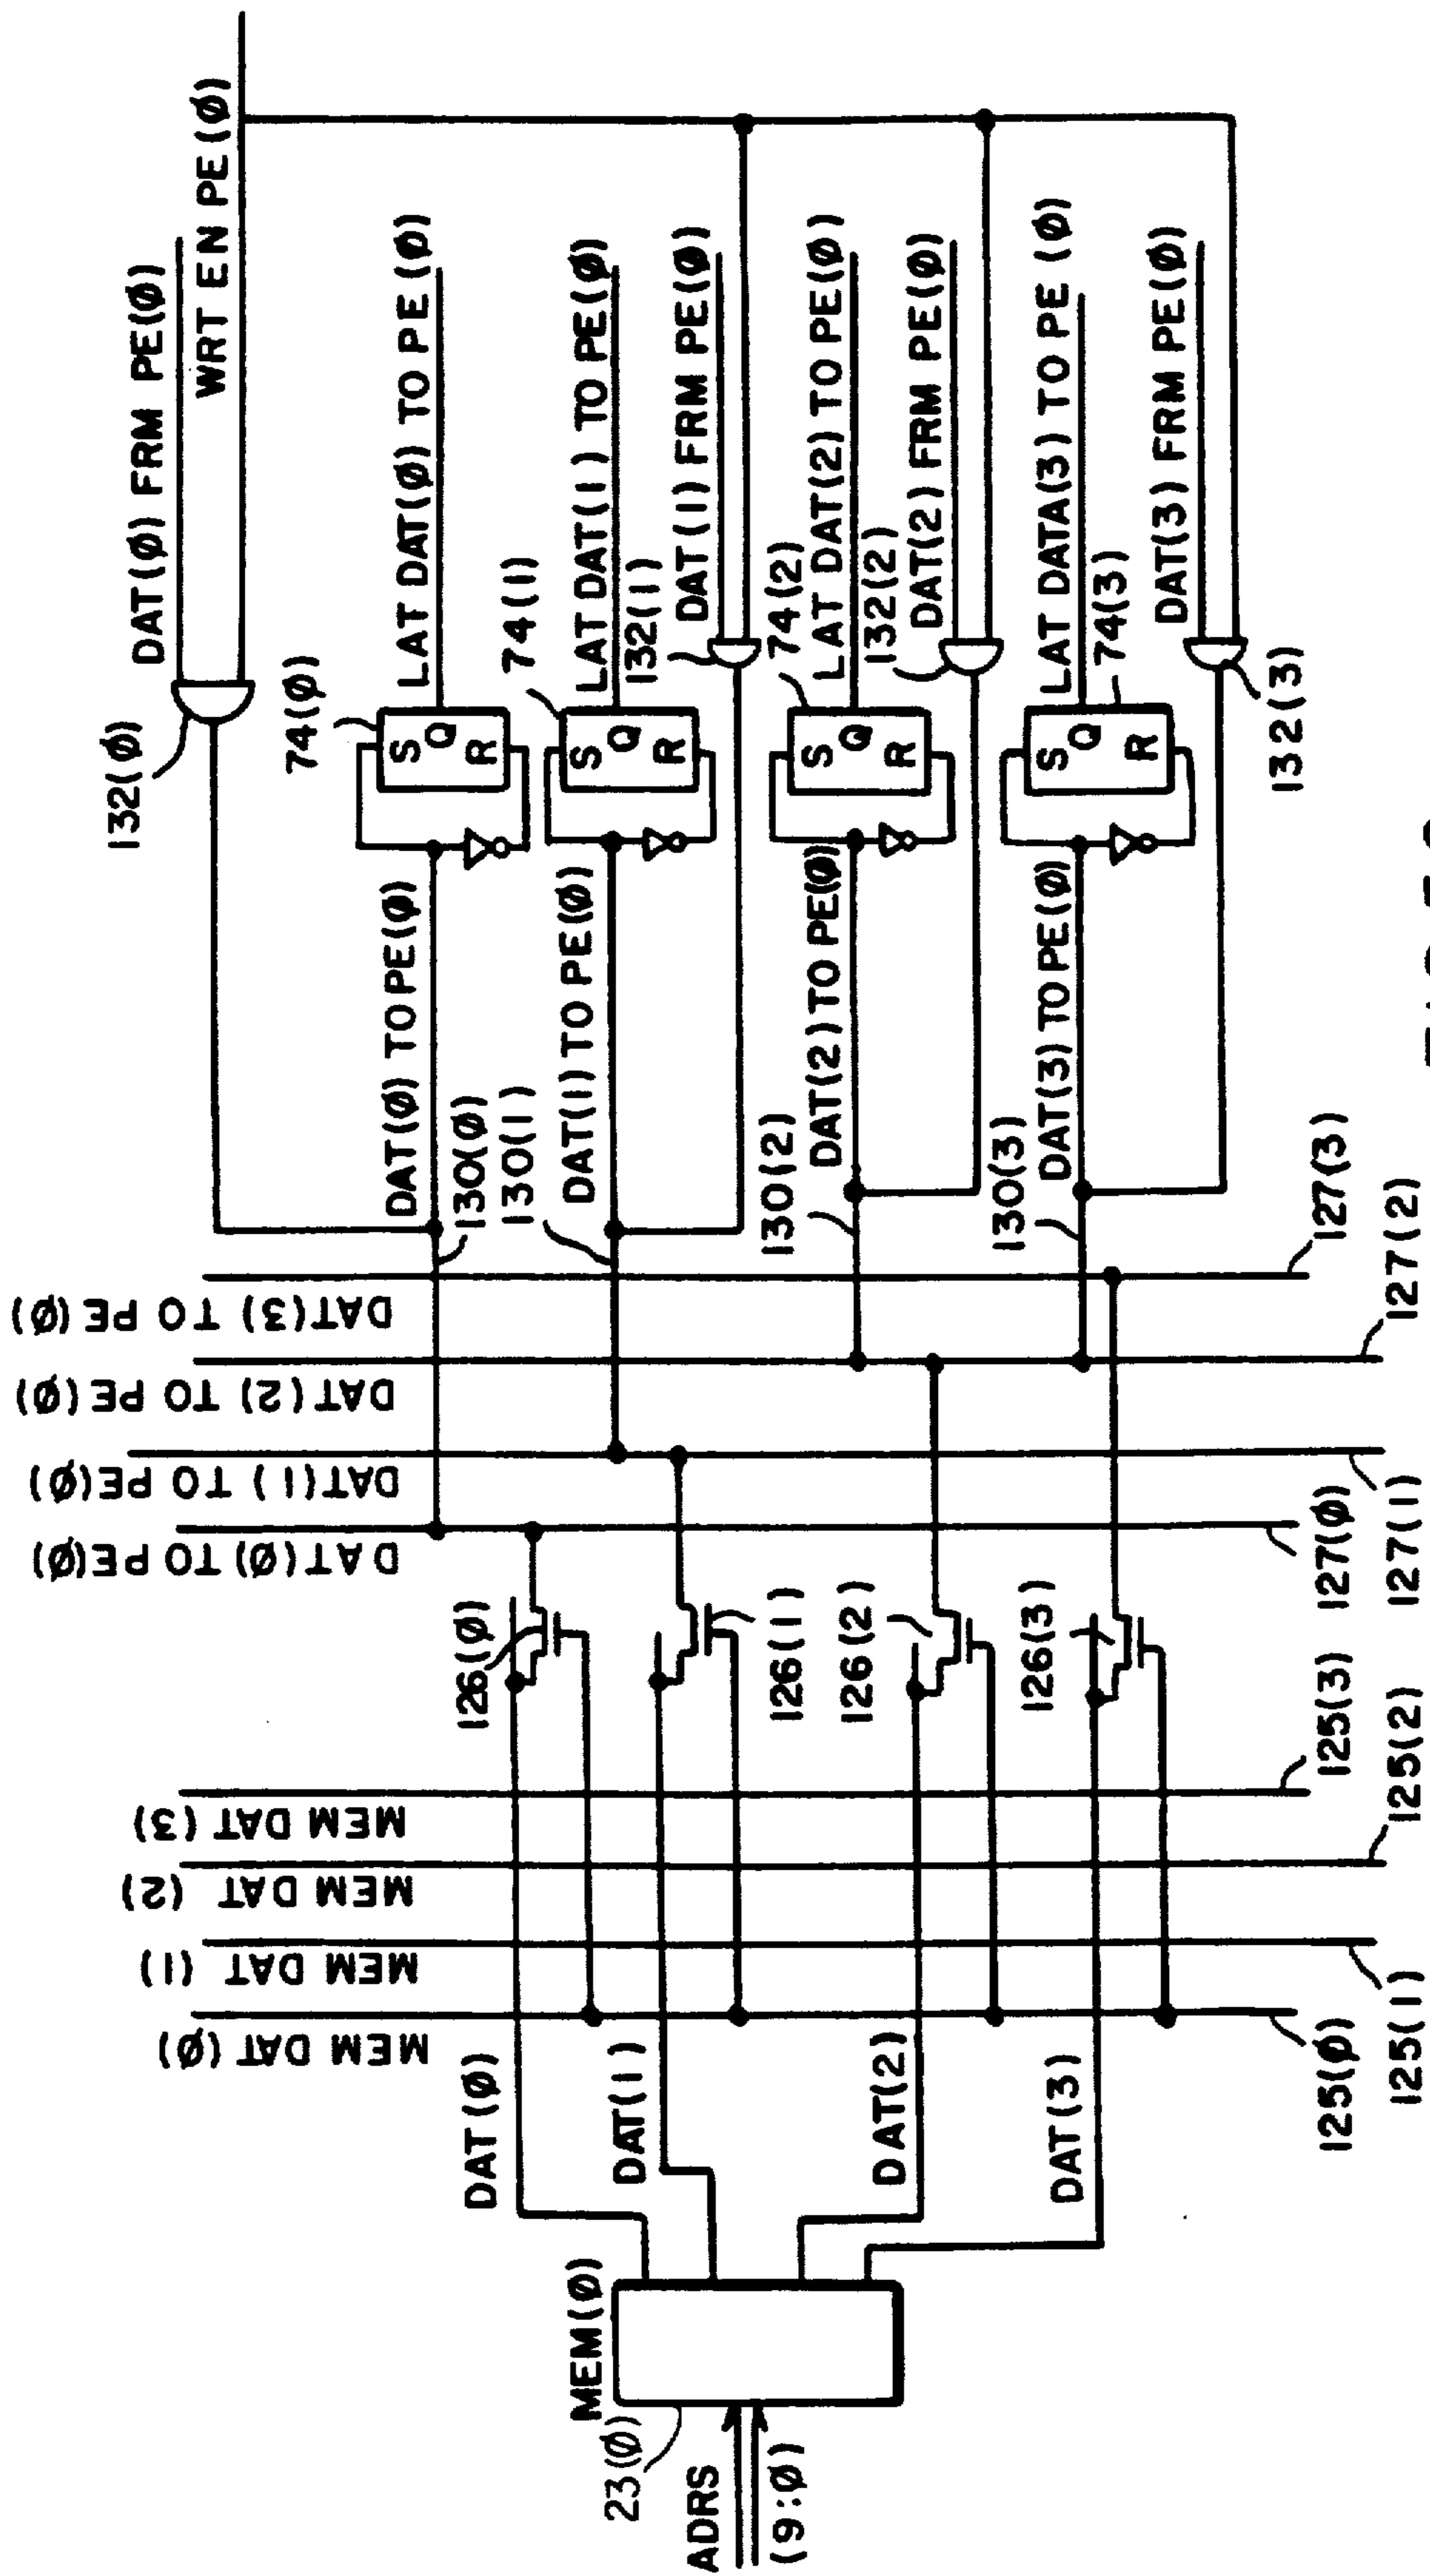 DAT(Ø) FRM PE(Ø)
WRT EN PE(Ø)
132(Ø)
74(Ø)
LAT DAT(Ø) TO PE(Ø)
S
Q
R
DAT(Ø) TO PE(Ø)
130(Ø)
74(1)
LAT DAT(1) TO PE(Ø)
S
Q
R
DAT(1) TO PE(Ø)
130(1)
132(1)
DAT(1) FRM PE(Ø)
74(2)
LAT DAT(2) TO PE(Ø)
S
Q
R
DAT(2) TO PE(Ø)
130(2)
132(2)
DAT(2) FRM PE(Ø)
LAT DATA(3) TO PE (Ø)
74(3)
S
Q
R
DAT(3) TO PE(Ø)
130(3)
DAT(3) FRM PE(Ø)
132(3)
DAT(3) TO PE(Ø)
DAT(2) TO PE(Ø)
DAT(1) TO PE(Ø)
DAT(Ø) TO PE(Ø)
127(3)
127(2)
127(1)
127(Ø)
126(Ø)
126(1)
126(2)
126(3)
MEM DAT (3)
MEM DAT (2)
MEM DAT (1)
MEM DAT (Ø)
125(3)
125(2)
125(1)
125(Ø)
DAT(Ø)
DAT(1)
DAT(2)
DAT(3)
MEM(Ø)
23(Ø)
ADRS
(9:Ø)